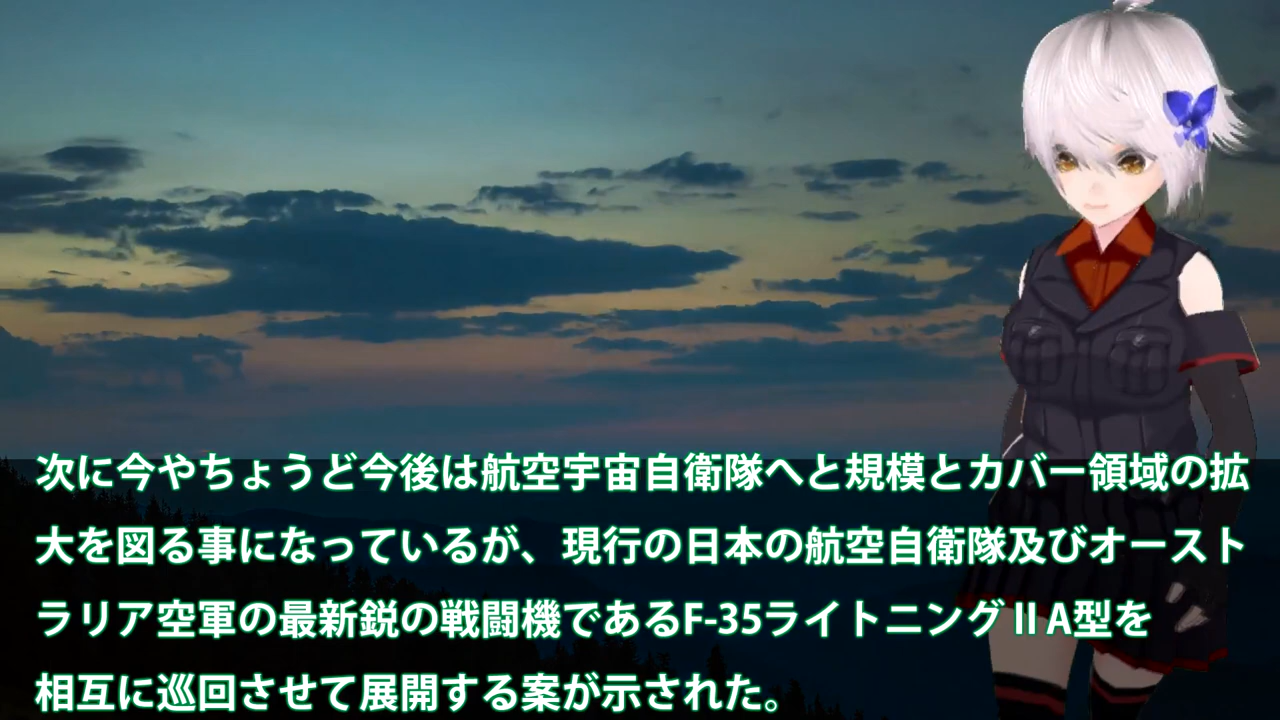 次に今やちょうど今後は航空宇宙自衛隊へと規模とカバー領域の拡
大を図る事になっているが、現行の日本の航空自衛隊及びオースト
ラリア空軍の最新鋭の戦闘機であるF-35ライトニングⅡA型を
相互に巡回させて展開する案が示された。